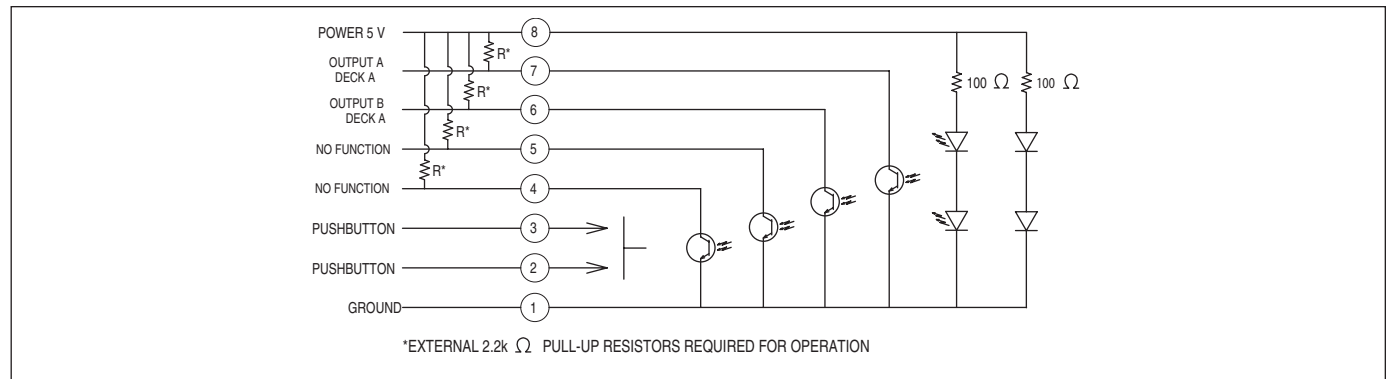 POWER 5 V 8
R*
OUTPUT A
DECK A 7
100 Ω 100 Ω
R*
OUTPUT B
DECK A 6
R*
NO FUNCTION 5
R*
NO FUNCTION 4
PUSHBUTTON 3
PUSHBUTTON 2
GROUND 1
*EXTERNAL 2.2k Ω PULL-UP RESISTORS REQUIRED FOR OPERATION